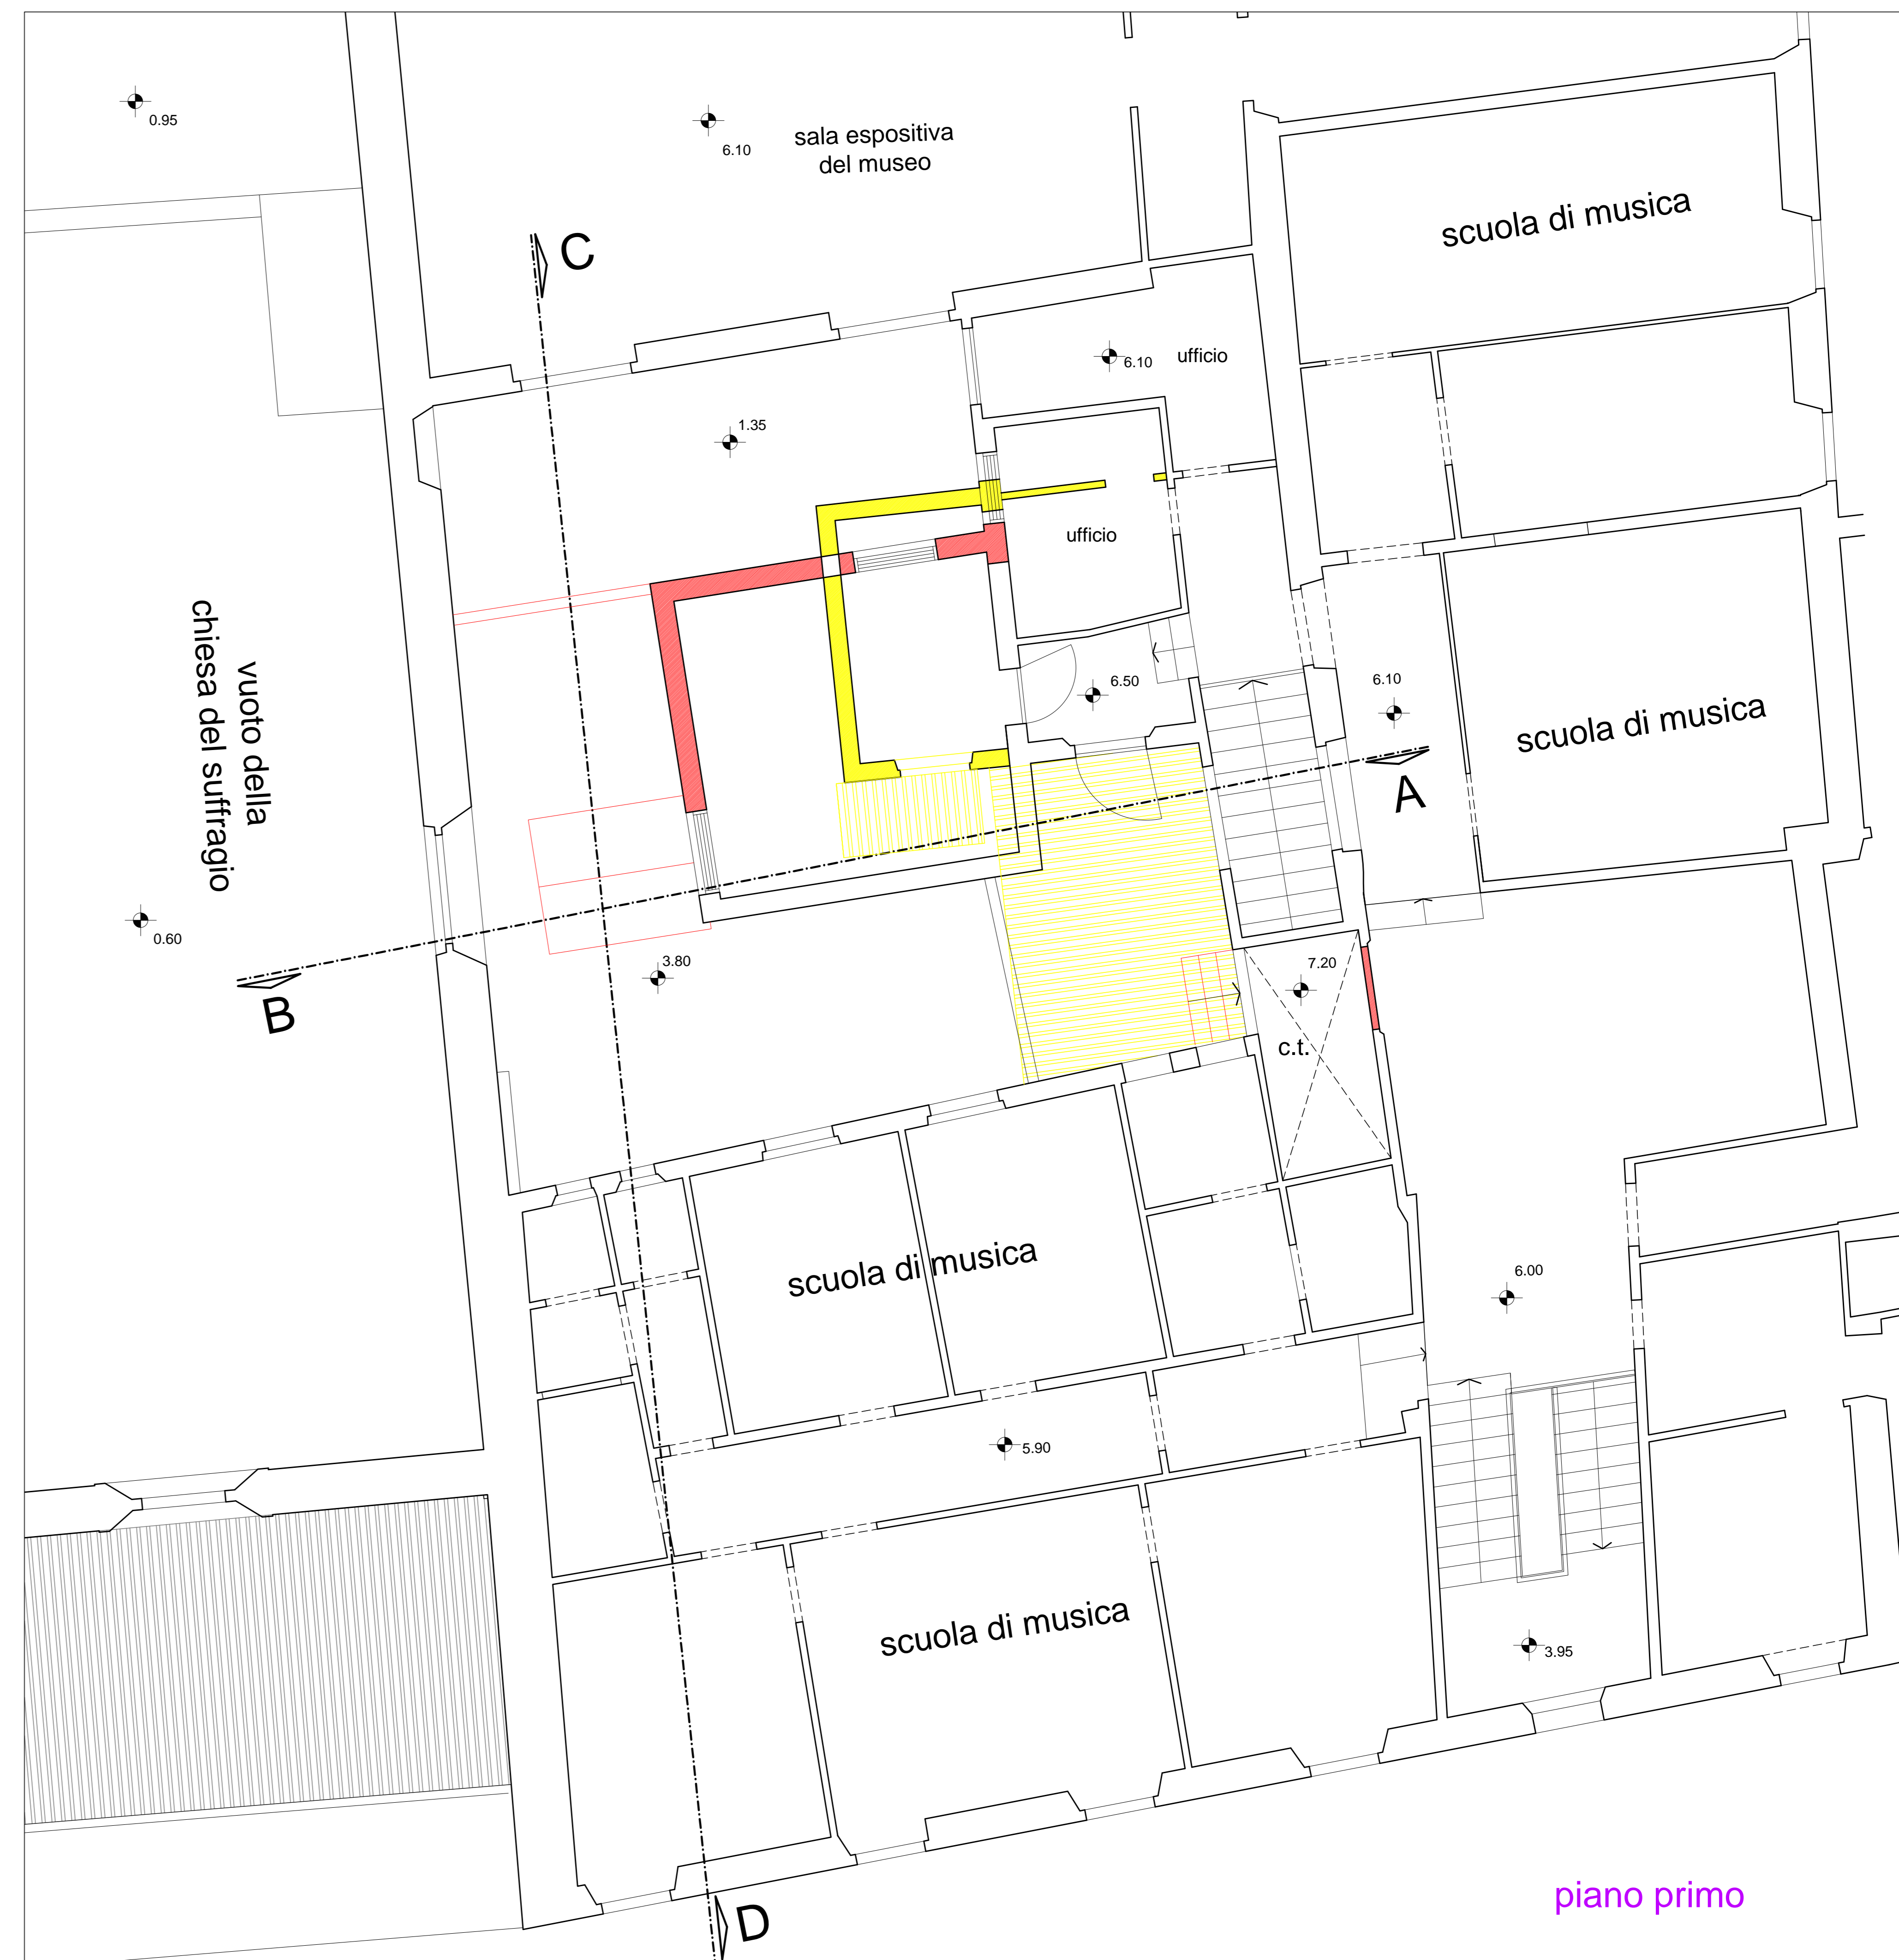 0.95
6.10
sala espositiva
del museo
scuola di musica
C
6.10
ufficio
1.35
ufficio
vuoto della
chiesa del suffragio
6.50
6.10
scuola di musica
A
0.60
B
3.80
7.20
c.t.
scuola di musica
6.00
5.90
scuola di musica
3.95
D
piano primo